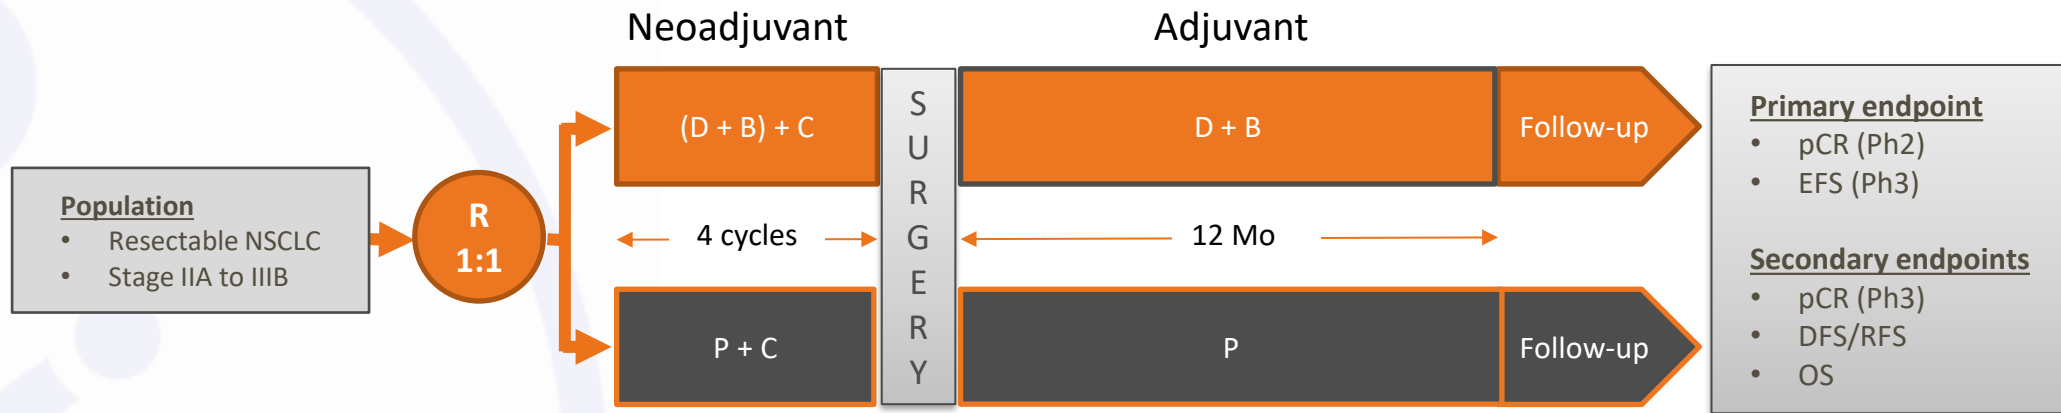 Neoadjuvant
Adjuvant
Population
• Resectable NSCLC
• Stage IIA to IIIB
R
1:1
(D + B) + C
D + B
Follow-up
4 cycles
12 Mo
P + C
P
Follow-up
S
U
R
G
E
R
Y
Primary endpoint
• pCR (Ph2)
• EFS (Ph3)
Secondary endpoints
• pCR (Ph3)
• DFS/RFS
• OS